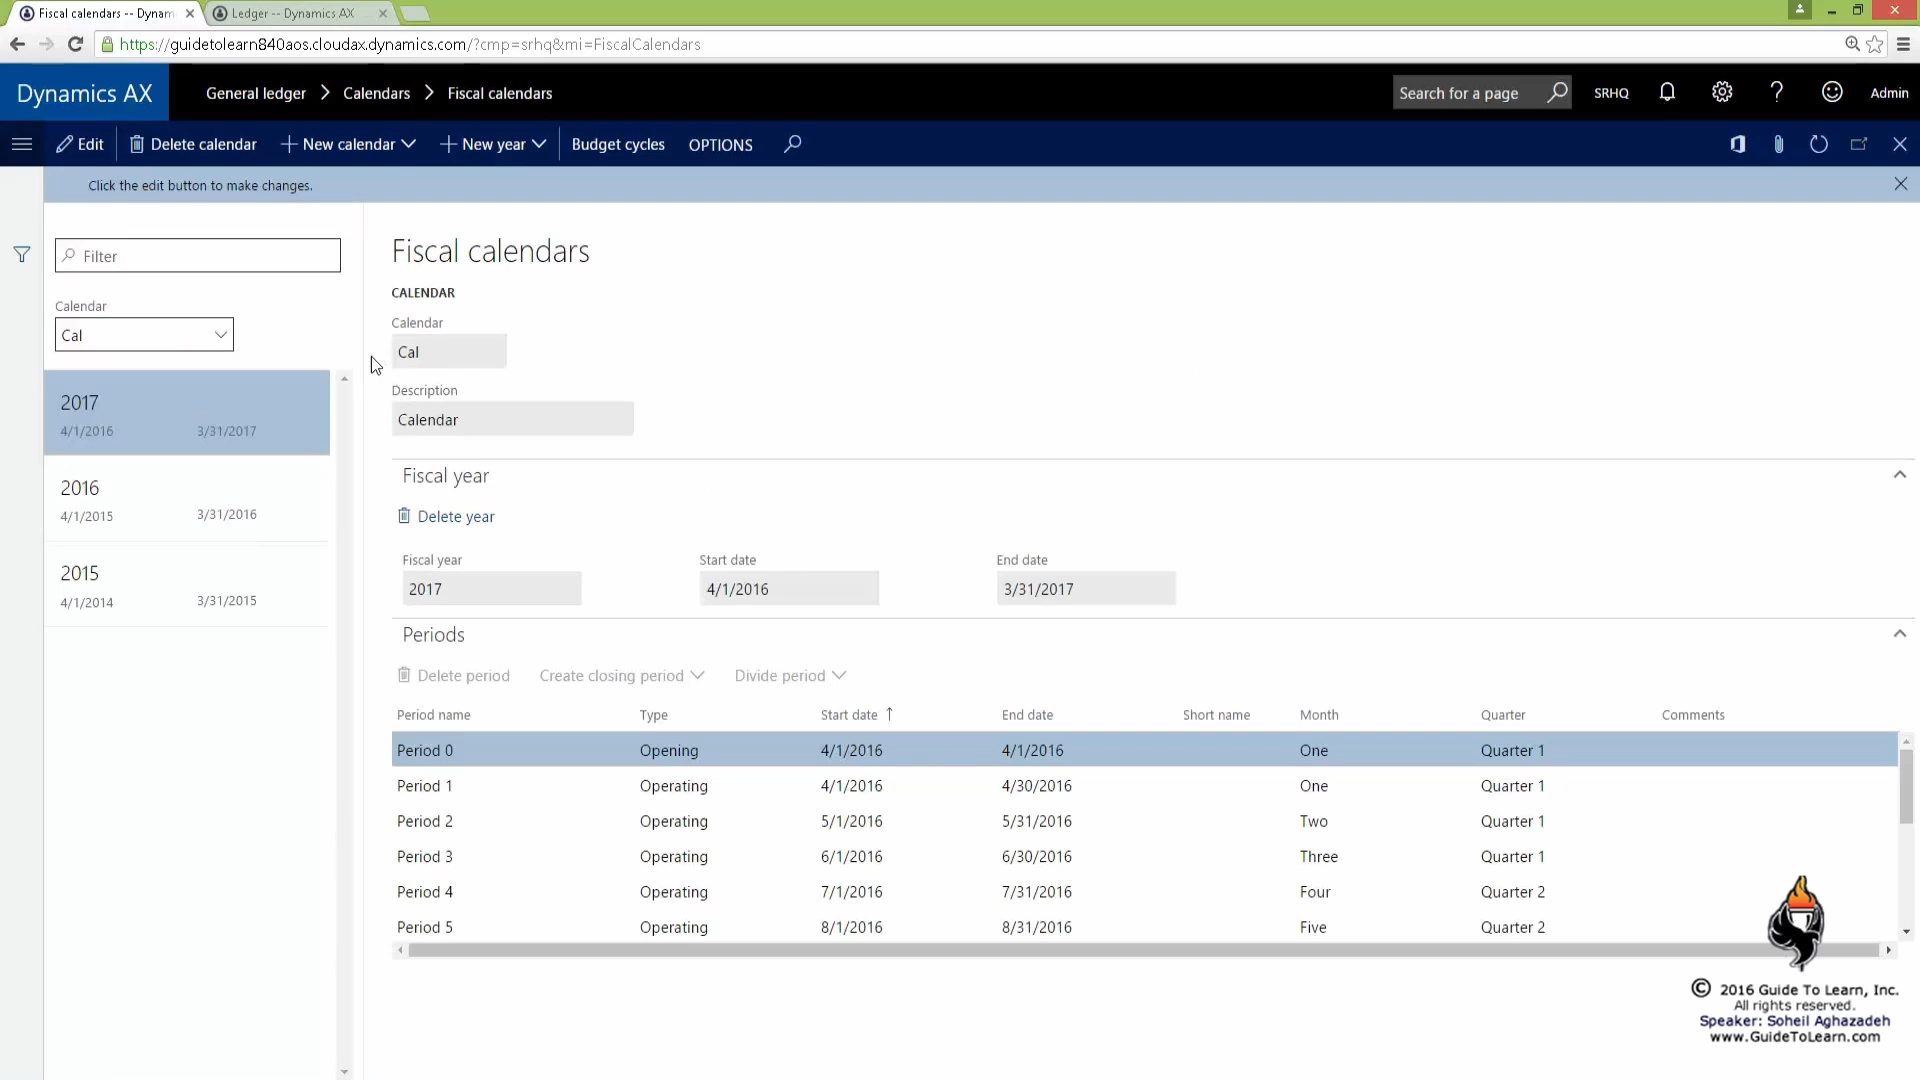 Fiscal calendars -- Dynam
Ledger -- Dynamics AX
https://guidetolearn840aos.cloudax.dynamics.com/?cmp=srhq&mi=FiscalCalendars
Dynamics AX
General ledger > Calendars > Fiscal calendars
Search for a page
SRHQ
Admin
Edit
Delete calendar
New calendar
New year
Budget cycles
OPTIONS
Click the edit button to make changes.
Filter
Calendar
Cal
2017
4/1/2016 3/31/2017
2016
4/1/2015 3/31/2016
2015
4/1/2014 3/31/2015
Fiscal calendars
CALENDAR
Calendar
Cal
Description
Calendar
Fiscal year
Delete year
Fiscal year Start date End date
2017 4/1/2016 3/31/2017
Periods
Delete period Create closing period Divide period
Period name Type Start date End date Short name Month Quarter Comments
Period 0 Opening 4/1/2016 4/1/2016 One Quarter 1
Period 1 Operating 4/1/2016 4/30/2016 One Quarter 1
Period 2 Operating 5/1/2016 5/31/2016 Two Quarter 1
Period 3 Operating 6/1/2016 6/30/2016 Three Quarter 1
Period 4 Operating 7/1/2016 7/31/2016 Four Quarter 2
Period 5 Operating 8/1/2016 8/31/2016 Five Quarter 2
© 2016 Guide To Learn, Inc.
All rights reserved.
Speaker: Soheil Aghazadeh
www.GuideToLearn.com